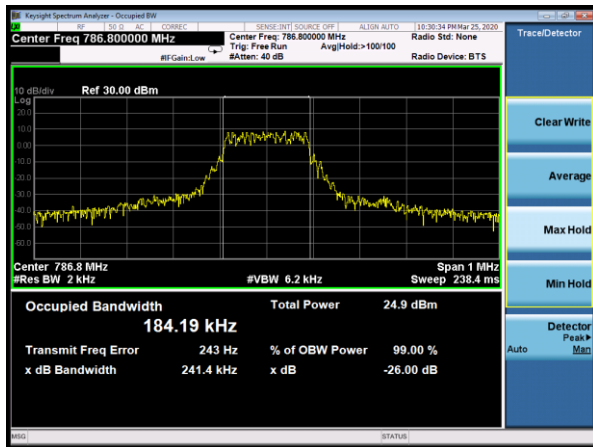 Keysight Spectrum Analyzer - Occupied BW
RF 50 Ω AC CORREC SENSE:INT SOURCE OFF ALIGN AUTO 10:30:34 PM Mar 25, 2020
Center Freq 786.800000 MHz
Center Freq: 786.800000 MHz Radio Std: None
Trig: Free Run Avg|Hold:>100/100
#IFGain:Low #Atten: 40 dB Radio Device: BTS
Trace/Detector
10 dB/div Ref 30.00 dBm
Log
20.0
10.0
0.00
-10.0
-20.0
-30.0
-40.0
-50.0
-60.0
Center 786.8 MHz Span 1 MHz
#Res BW 2 kHz #VBW 6.2 kHz Sweep 238.4 ms
Occupied Bandwidth Total Power 24.9 dBm
184.19 kHz
Transmit Freq Error 243 Hz % of OBW Power 99.00 %
x dB Bandwidth 241.4 kHz x dB -26.00 dB
Clear Write
Average
Max Hold
Min Hold
Detector
Peak▶
Auto Man
MSG STATUS